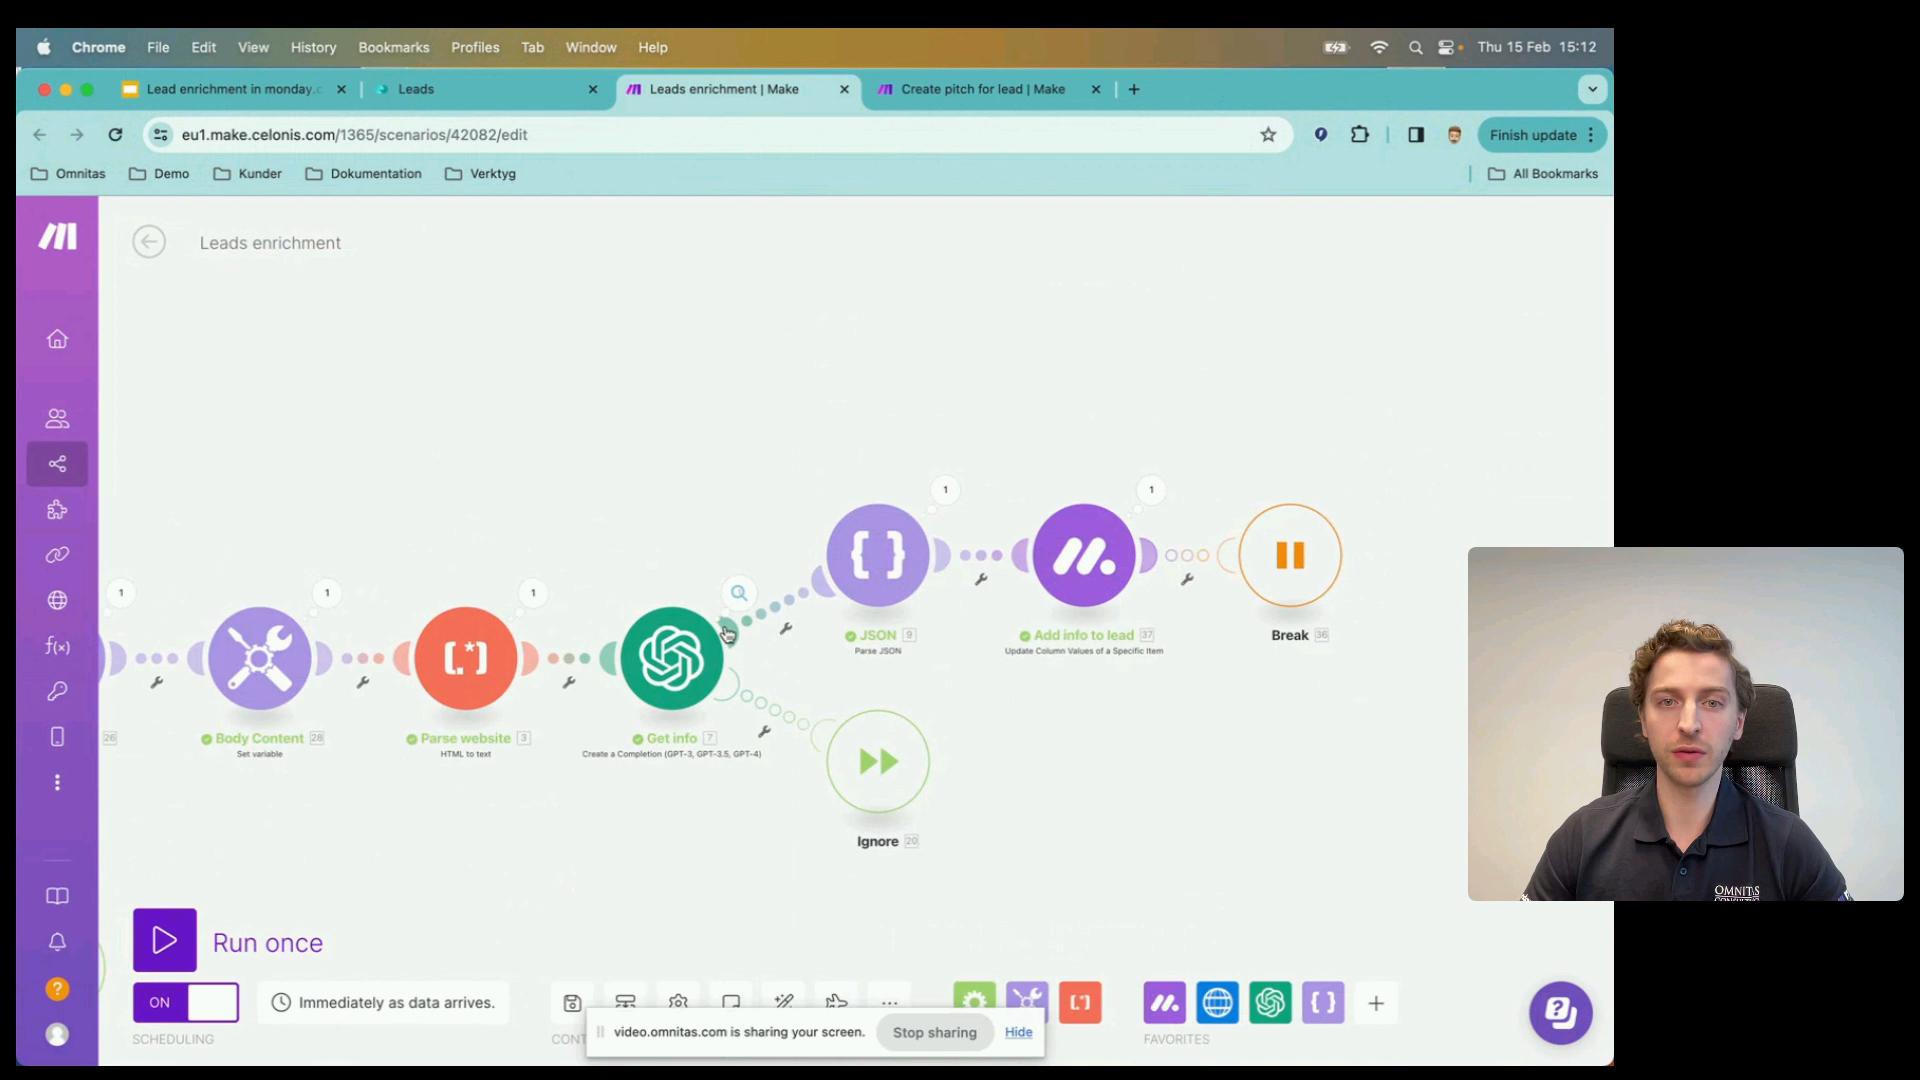 Chrome File Edit View History Bookmarks Profiles Tab Window Help Thu 15 Feb 15:12
Lead enrichment in monday.c Leads Leads enrichment | Make Create pitch for lead | Make
eu1.make.celonis.com/1365/scenarios/42082/edit Finish update
Omnitas Demo Kunder Dokumentation Verktyg All Bookmarks
Leads enrichment
1 1
1 1 1
JSON 9 Add info to lead 37 Break 36
Parse JSON Update Column Values of a Specific Item
26 Body Content 28 Parse website 3 Get info 7
Set variable HTML to text Create a Completion (GPT-3, GPT-3.5, GPT-4)
Ignore 20
Run once
ON Immediately as data arrives.
video.omnitas.com is sharing your screen. Stop sharing Hide
SCHEDULING CONT FAVORITES
f(x)
OMNITAS
CONSULTING